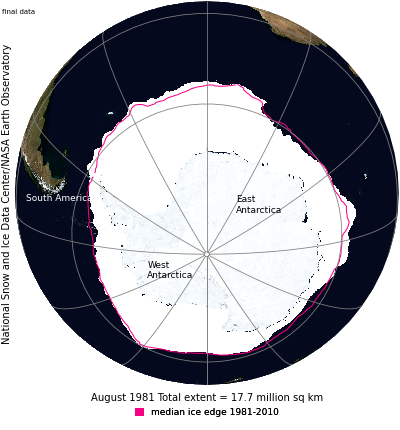 final data
National Snow and Ice Data Center/NASA Earth Observatory
South America
East
Antarctica
West
Antarctica
August 1981 Total extent = 17.7 million sq km
median ice edge 1981-2010